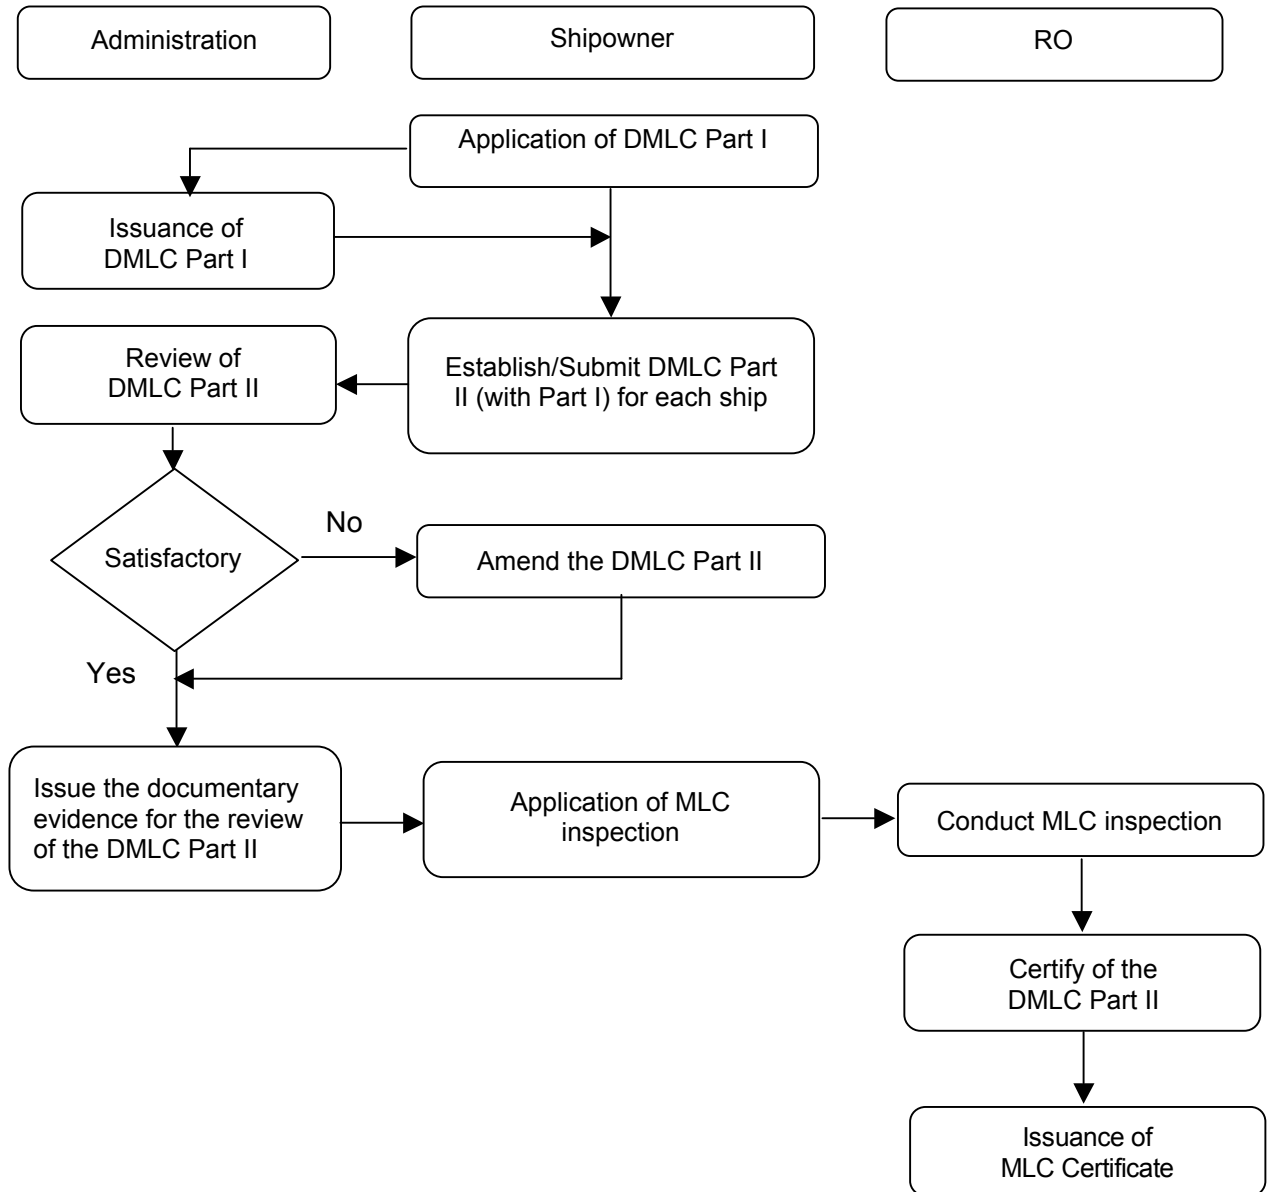 Administration
Shipowner
RO
Application of DMLC Part I
Issuance of
DMLC Part I
Review of
DMLC Part II
Establish/Submit DMLC Part
II (with Part I) for each ship
Satisfactory
No
Amend the DMLC Part II
Yes
Issue the documentary
evidence for the review
of the DMLC Part II
Application of MLC
inspection
Conduct MLC inspection
Certify of the
DMLC Part II
Issuance of
MLC Certificate